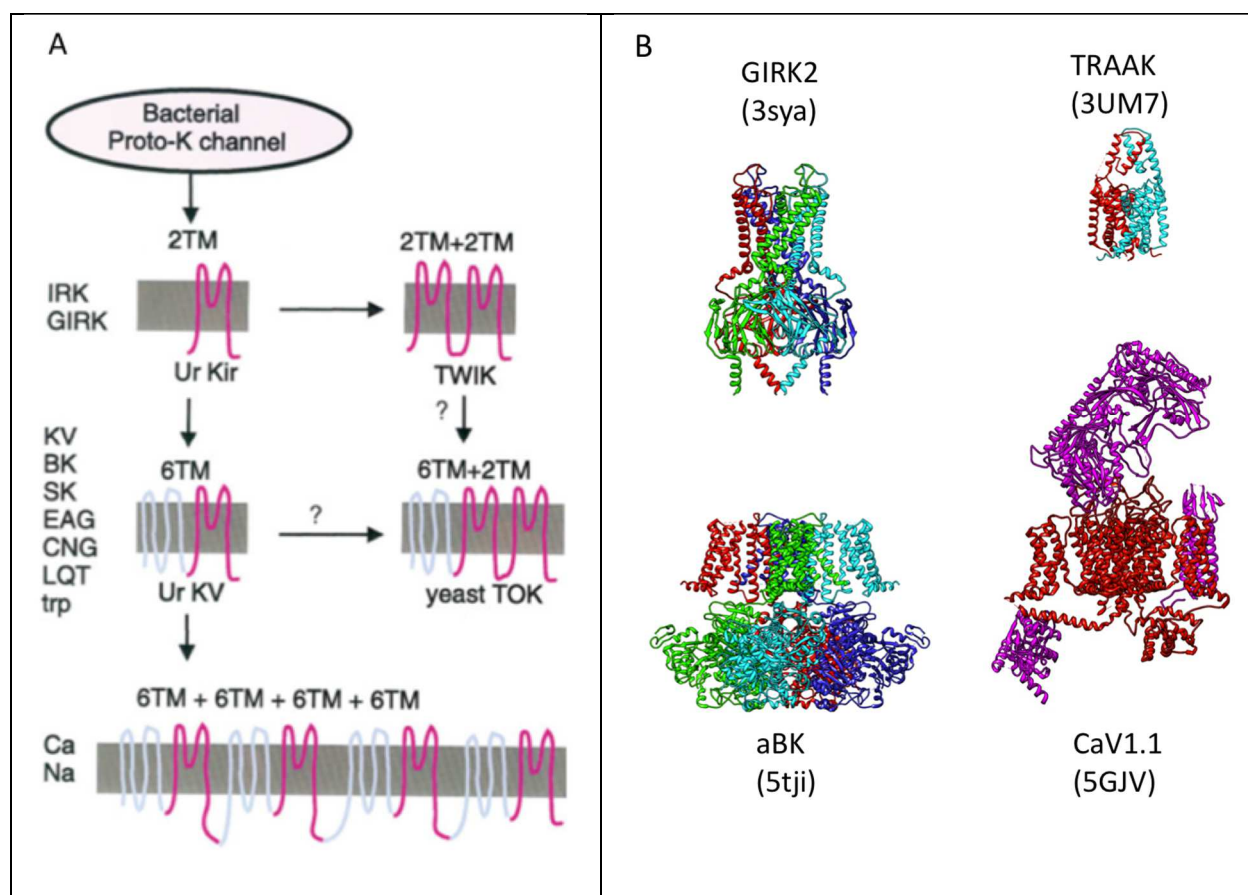 A
Bacterial
Proto-K channel
2TM
2TM+2TM
IRK
GIRK
Ur Kir
TWIK
?
KV
BK
SK
EAG
CNG
LQT
trp
6TM
6TM+2TM
?
Ur KV
yeast TOK
6TM + 6TM + 6TM + 6TM
Ca
Na
B
GIRK2
(3sya)
TRAAK
(3UM7)
aBK
(5tji)
CaV1.1
(5GJV)